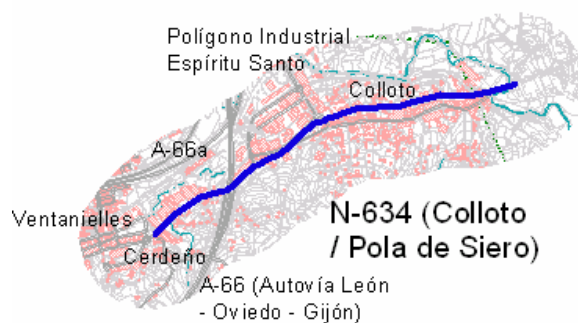 Polígono Industrial
Espíritu Santo
Colloto
A-66a
Ventanielles
N-634 (Colloto
/ Pola de Siero)
Cerdeño
A-66 (Autovía León
- Oviedo - Gijón)